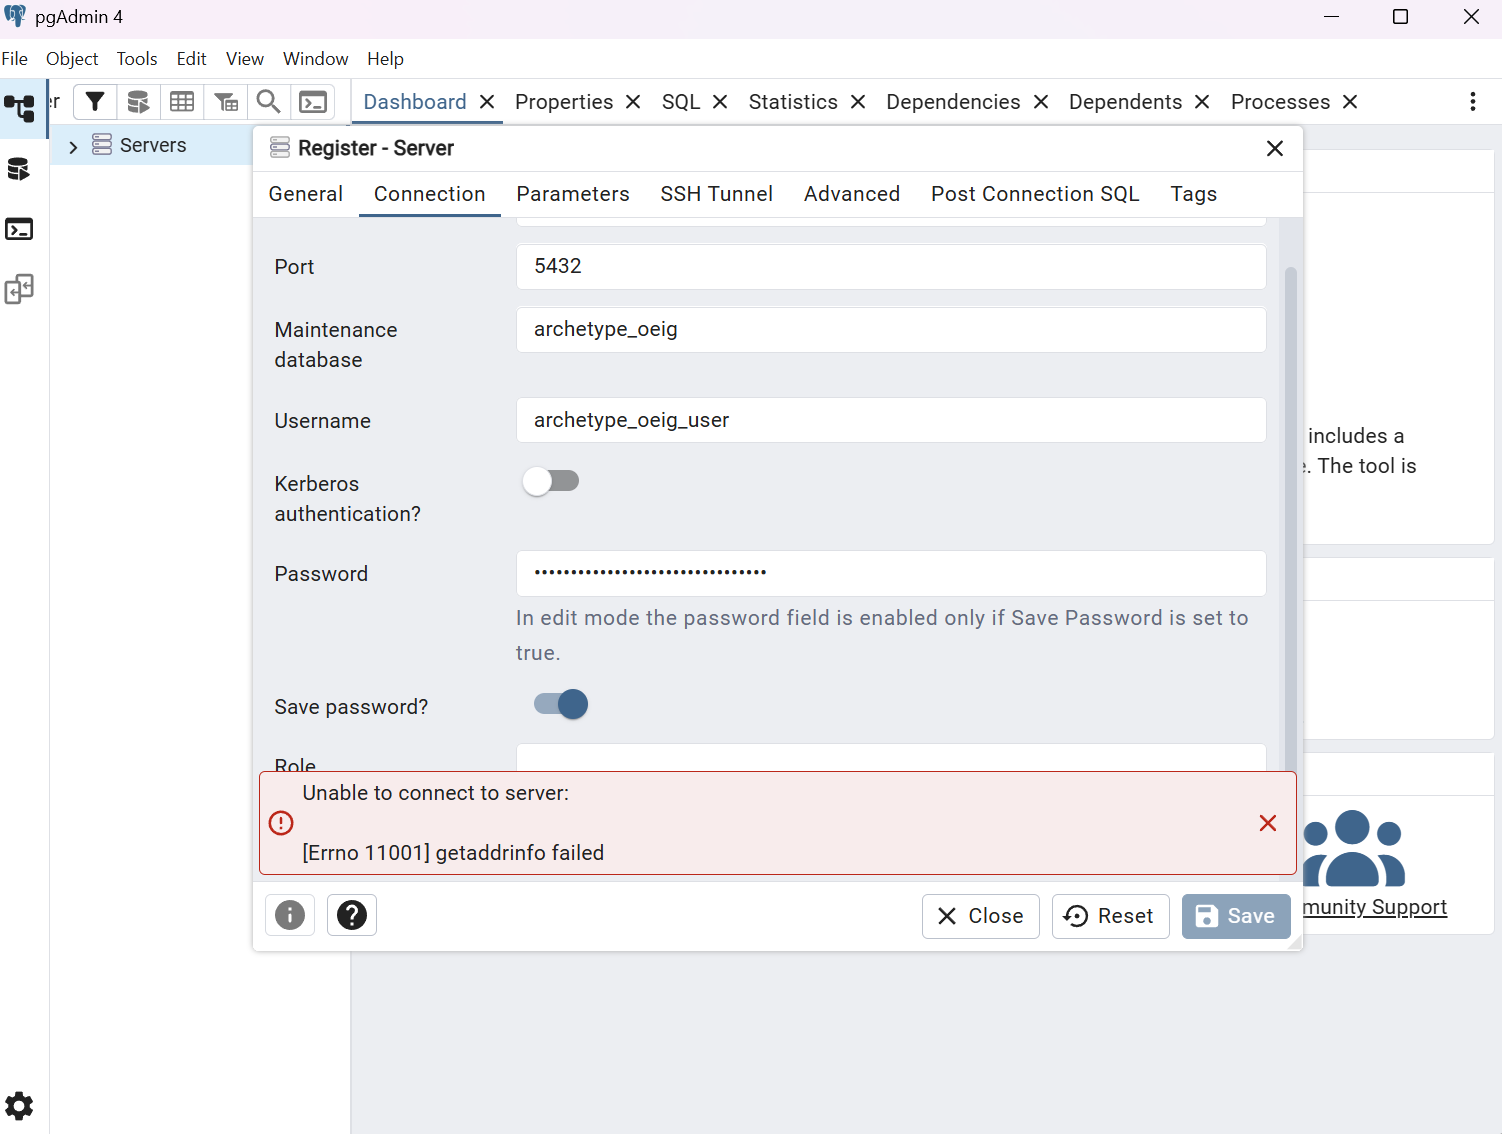 pgAdmin 4
File Object Tools Edit View Window Help
er Dashboard Properties SQL Statistics Dependencies Dependents Processes
Servers
Register - Server
General Connection Parameters SSH Tunnel Advanced Post Connection SQL Tags
Port
5432
Maintenance
database
archetype_oeig
Username
archetype_oeig_user
Kerberos
authentication?
Password
••••••••••••••••••••••••••••••••
In edit mode the password field is enabled only if Save Password is set to
true.
Save password?
Role
Unable to connect to server:
[Errno 11001] getaddrinfo failed
Close Reset Save
includes a
. The tool is
munity Support